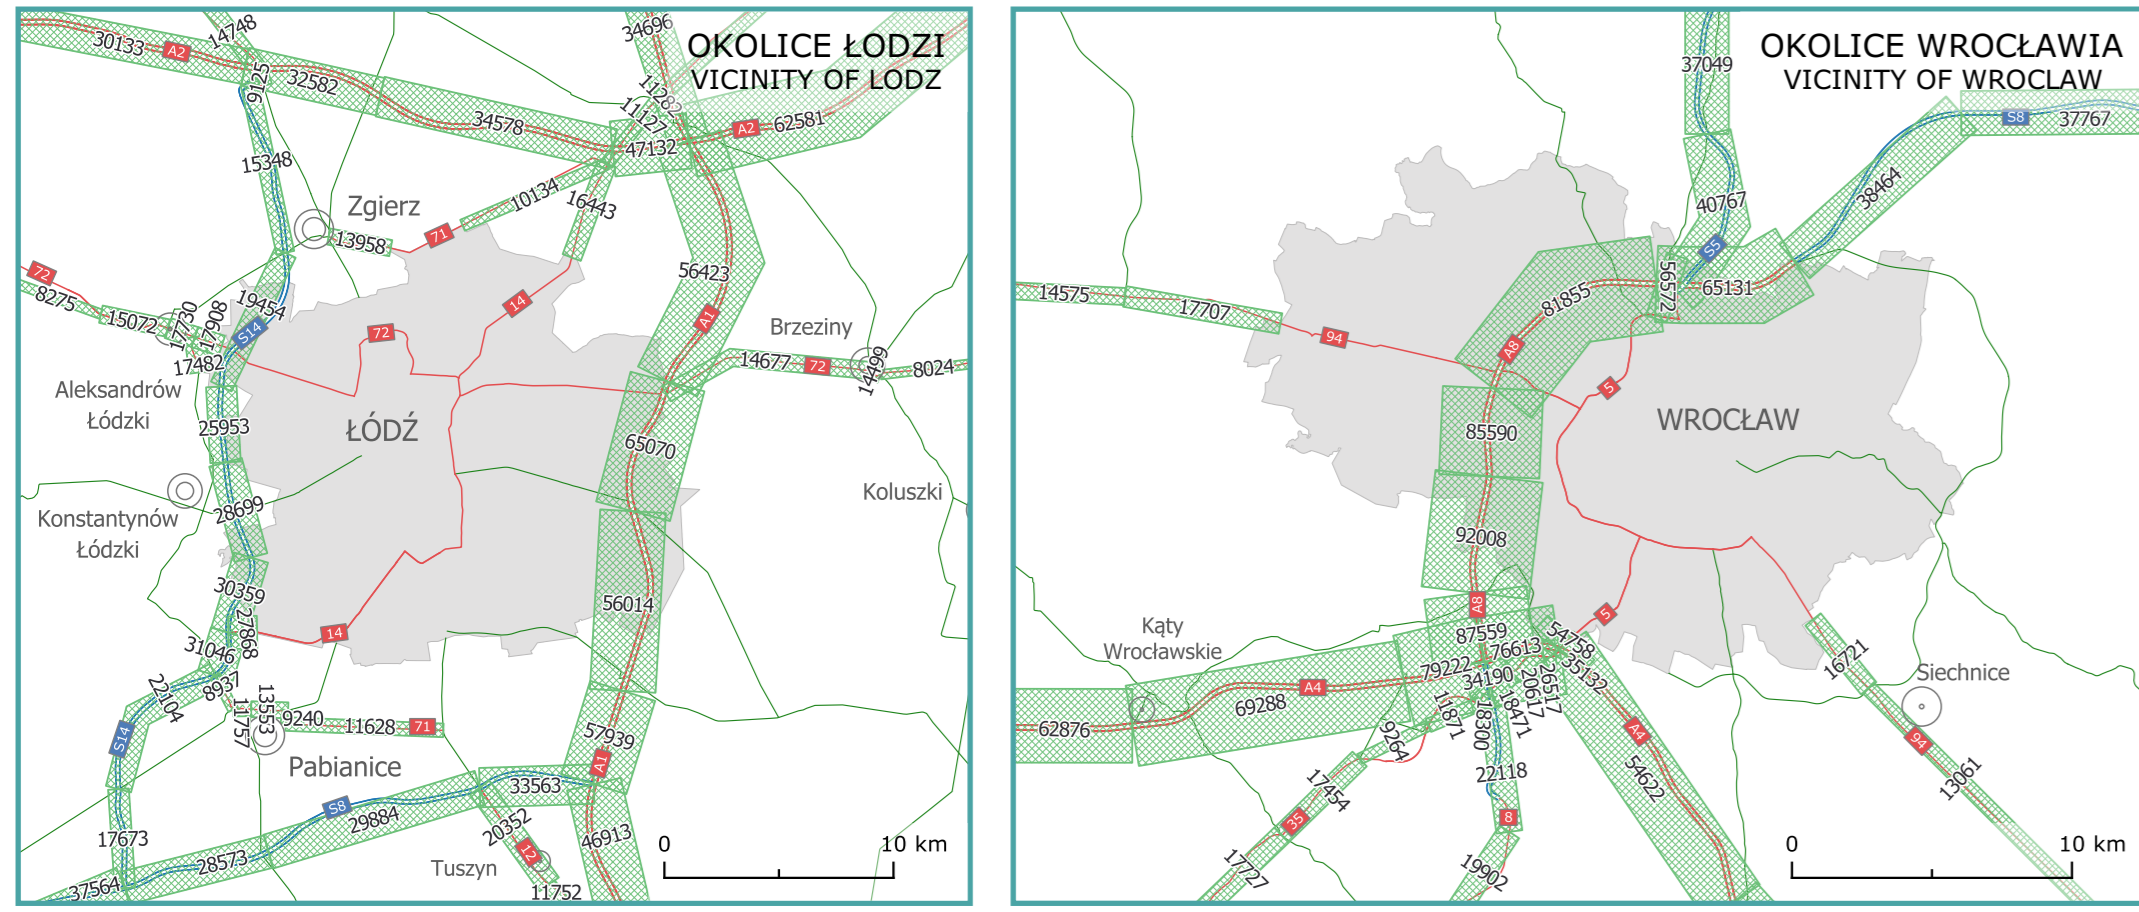 OKOLICE ŁODZI
VICINITY OF LODZ
30133
A2
14748
9125
32582
34578
34696
11282
11127
47132
A2
62581
15348
Zgierz
13958
71
10134
16443
72
8275
15072
17730
17908
19454
S14
17482
14
72
56423
A1
Brzeziny
14677
72
14499
8024
Aleksandrów
Łódzki
25953
ŁÓDŹ
65070
Koluszki
Konstantynów
Łódzki
28699
30359
27868
31046
14
56014
22104
8937
11757
13553
9240
11628
71
S14
Pabianice
57939
A1
33563
S8
29884
20352
12
46913
17673
28573
37564
Tuszyn
11752
0
10 km
OKOLICE WROCŁAWIA
VICINITY OF WROCLAW
37049
S8
37767
40767
38464
S5
56572
65131
81855
14575
17707
94
A8
5
85590
WROCŁAW
92008
A8
5
Kąty
Wrocławskie
87559
76613
54758
35132
79222
34190
26517
20617
18471
18300
11871
9264
A4
69288
62876
16721
Siechnice
94
13061
A4
54622
22118
17454
35
8
17727
19902
0
10 km